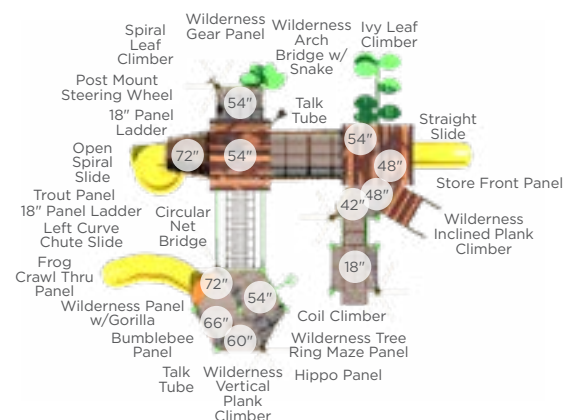 Wilderness
Gear Panel
Wilderness
Arch
Bridge w/
Snake
Ivy Leaf
Climber
Spiral
Leaf
Climber
Post Mount
Steering Wheel
18" Panel
Ladder
54"
Talk
Tube
Straight
Slide
Open
Spiral
Slide
72"
54"
54"
48"
Store Front Panel
Trout Panel
18" Panel Ladder
Left Curve
Chute Slide
Circular
Net
Bridge
42"
48"
Wilderness
Inclined Plank
Climber
Frog
Crawl Thru
Panel
18"
72"
54"
Wilderness Panel
w/Gorilla
66"
Coil Climber
Bumblebee
Panel
60"
Wilderness Tree
Ring Maze Panel
Talk
Tube
Wilderness
Vertical
Plank
Climber
Hippo Panel